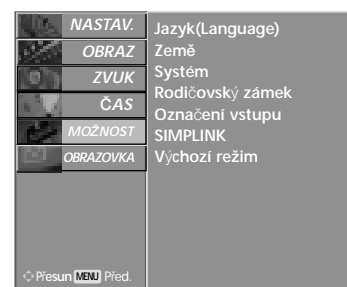 NASTAV.
OBRAZ
ZVUK
ČAS
MOŽNOST
OBRAZOVKA
Jazyk(Language)
Země
Systém
Rodičovský zámek
Označení vstupu
SIMPLINK
Výchozí režim
Přesun MENU Před.